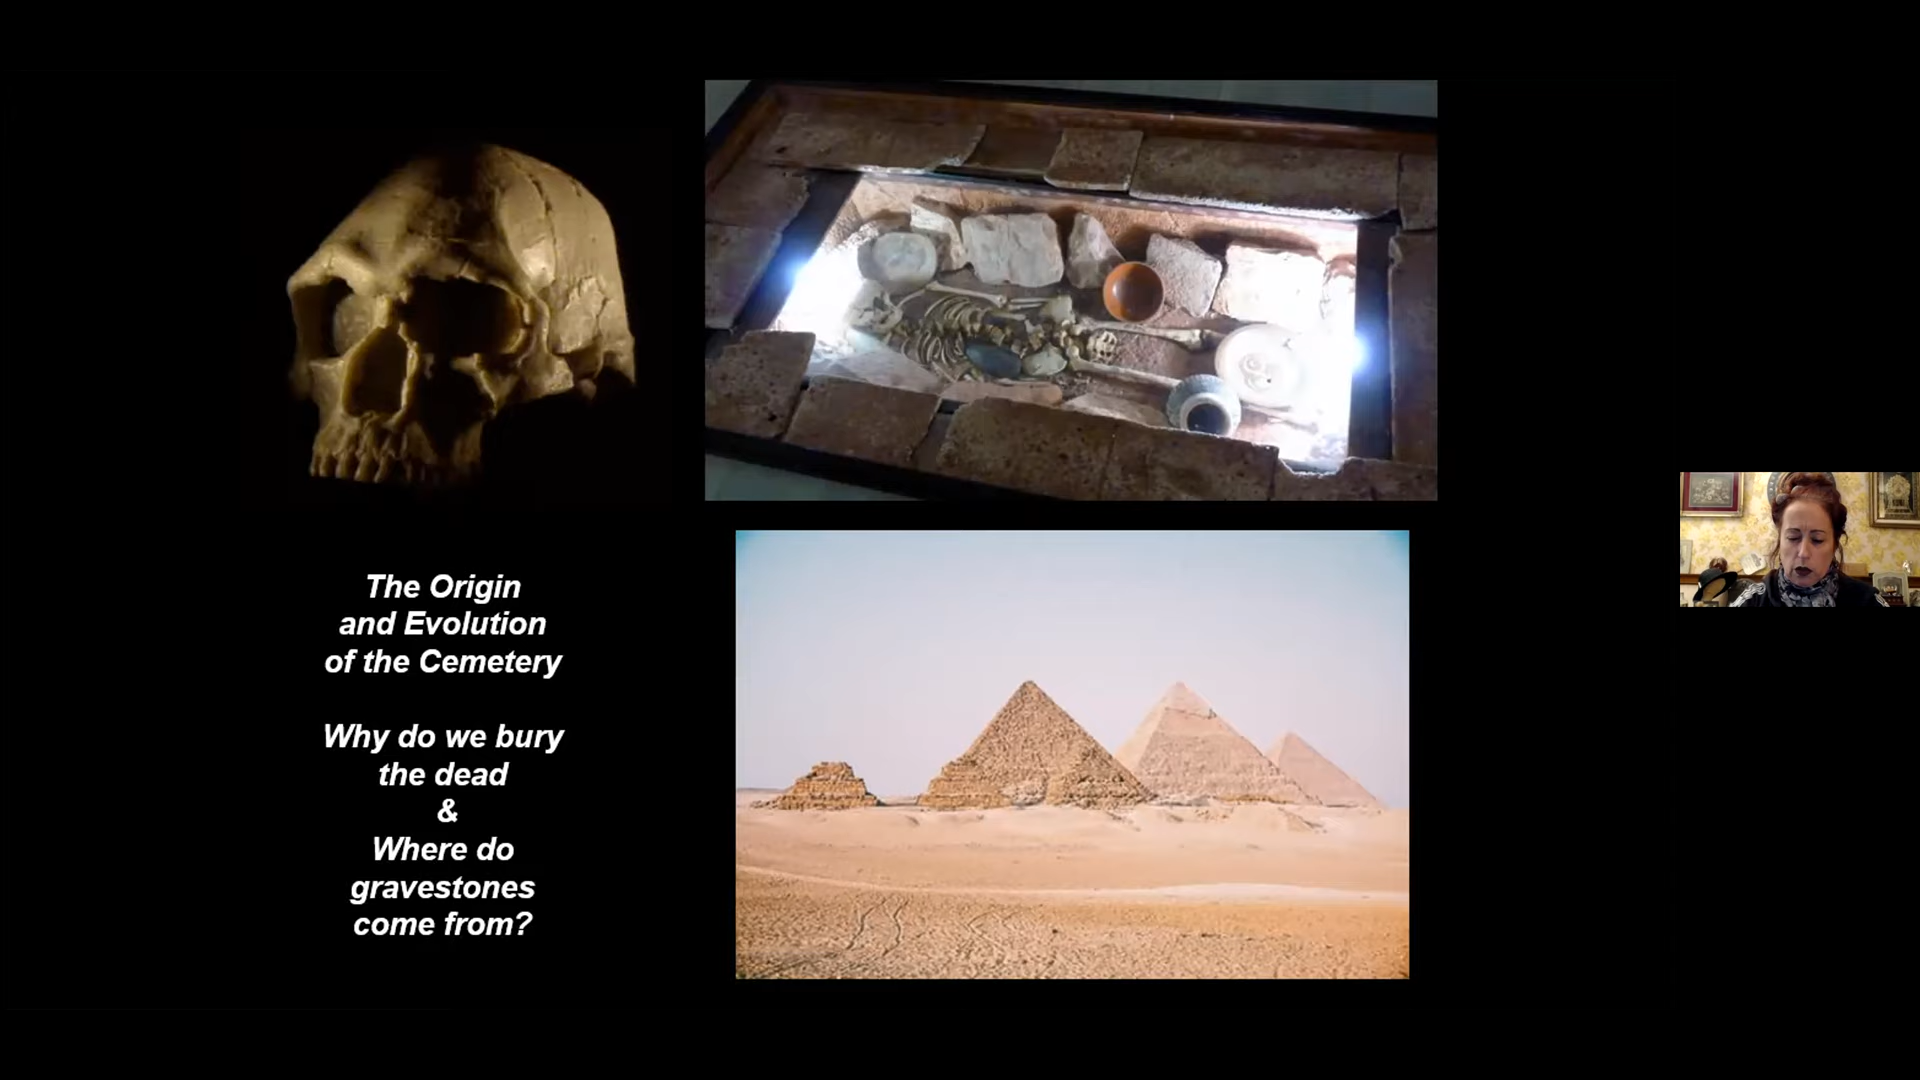 The Origin
and Evolution
of the Cemetery
Why do we bury
the dead
&
Where do
gravestones
come from?